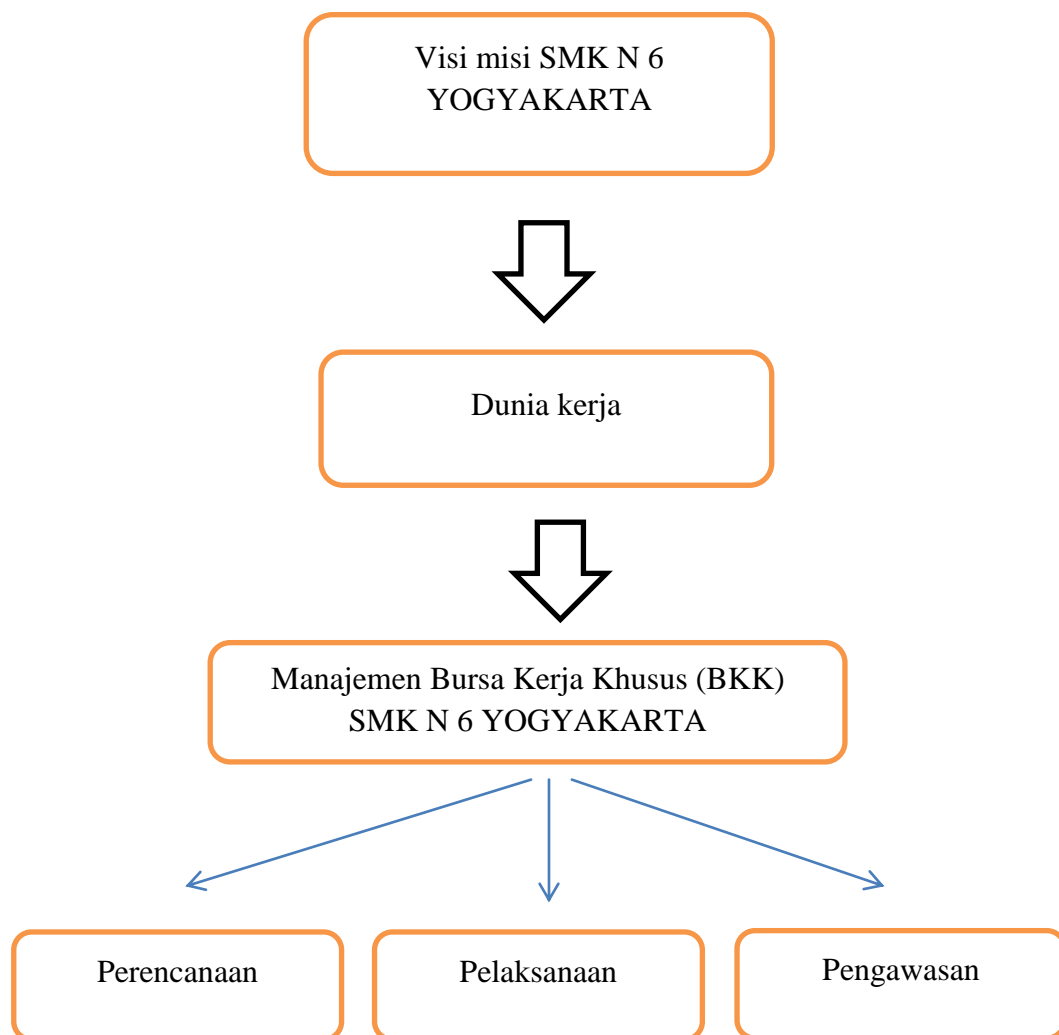 Visi misi SMK N 6
YOGYAKARTA
Dunia kerja
Manajemen Bursa Kerja Khusus (BKK)
SMK N 6 YOGYAKARTA
Perencanaan
Pelaksanaan
Pengawasan